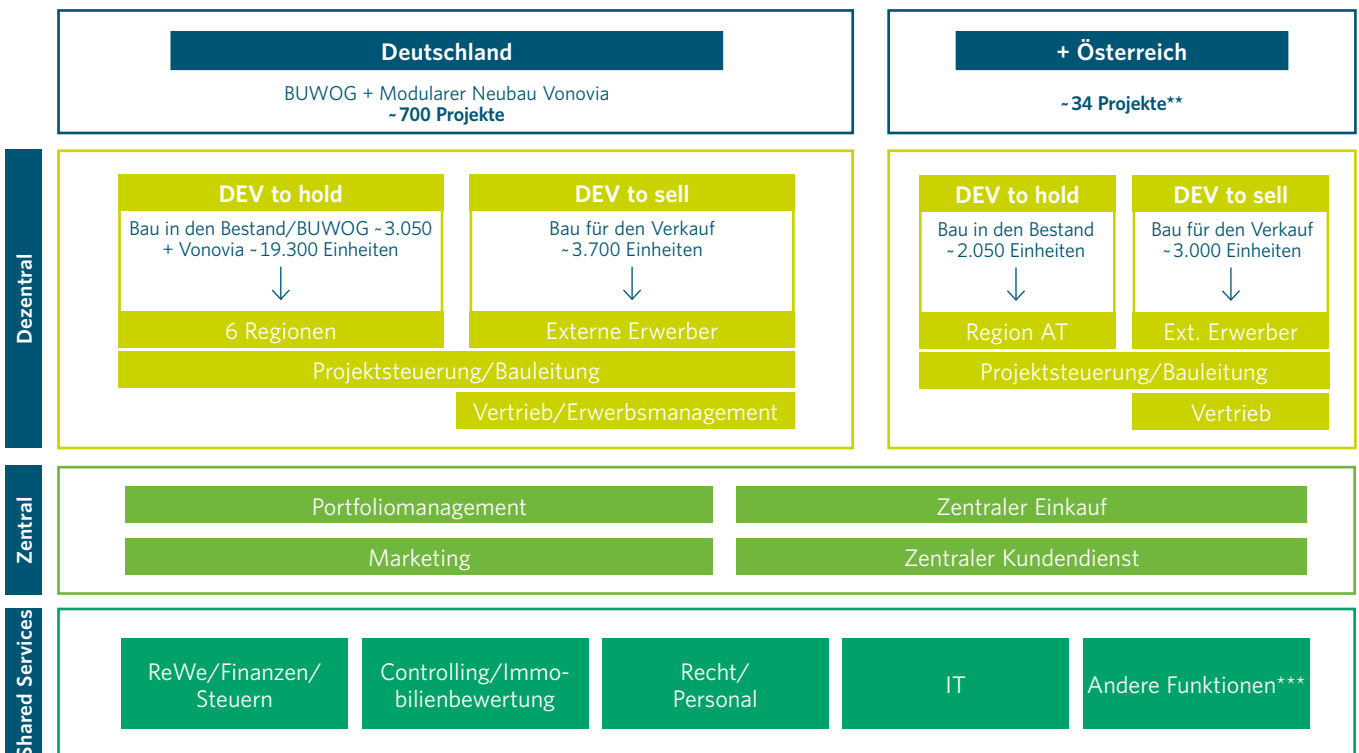 Deutschland
BUWOG + Modularer Neubau Vonovia
~700 Projekte
+ Österreich
~34 Projekte**
Dezentral
DEV to hold
Bau in den Bestand/BUWOG ~3.050
+ Vonovia ~19.300 Einheiten
6 Regionen
DEV to sell
Bau für den Verkauf
~3.700 Einheiten
Externe Erwerber
Projektsteuerung/Bauleitung
Vertrieb/Erwerbsmanagement
DEV to hold
Bau in den Bestand
~2.050 Einheiten
Region AT
DEV to sell
Bau für den Verkauf
~3.000 Einheiten
Ext. Erwerber
Projektsteuerung/Bauleitung
Vertrieb
Zentral
Portfoliomanagement
Zentraler Einkauf
Marketing
Zentraler Kundendienst
Shared Services
ReWe/Finanzen/
Steuern
Controlling/Immo-
bilienbewertung
Recht/
Personal
IT
Andere Funktionen***